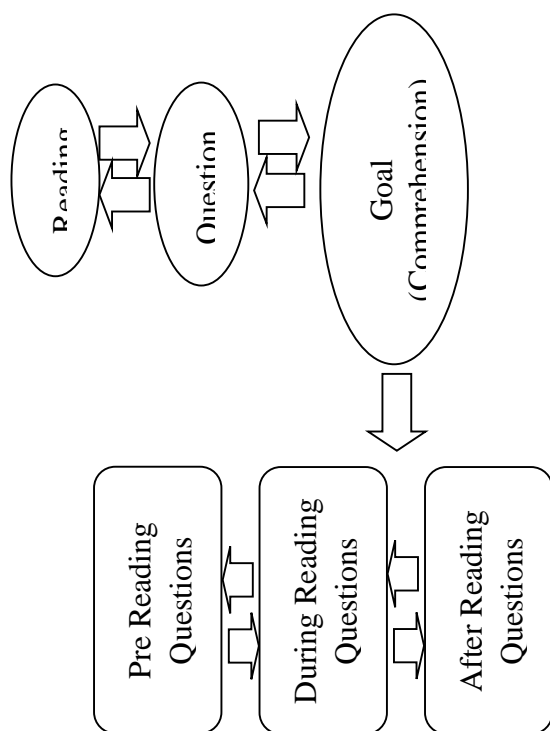 Reading
Question
Goal
(Comprehension)
Pre Reading
Questions
During Reading
Questions
After Reading
Questions